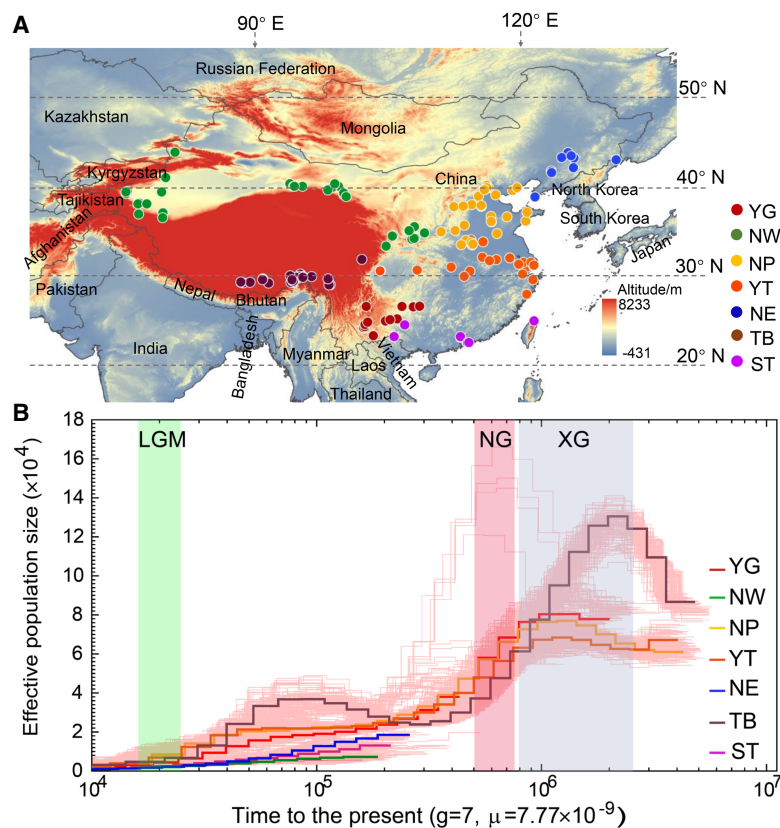 A
90° E
120° E
Russian Federation
50° N
Kazakhstan
Mongolia
Kyrgyzstan
China
40° N
Tajikistan
North Korea
Afghanistan
South Korea
Japan
30° N
Pakistan
Nepal
Bhutan
Altitude/m
8233
-431
India
Bangladesh
Myanmar
Vietnam
Laos
20° N
Thailand
YG
NW
NP
YT
NE
TB
ST
B
18
16
14
12
10
8
6
4
2
0
Effective population size (×10⁴)
LGM
NG
XG
YG
NW
NP
YT
NE
TB
ST
10⁴
10⁵
10⁶
10⁷
Time to the present (g=7, μ=7.77×10⁻⁹)